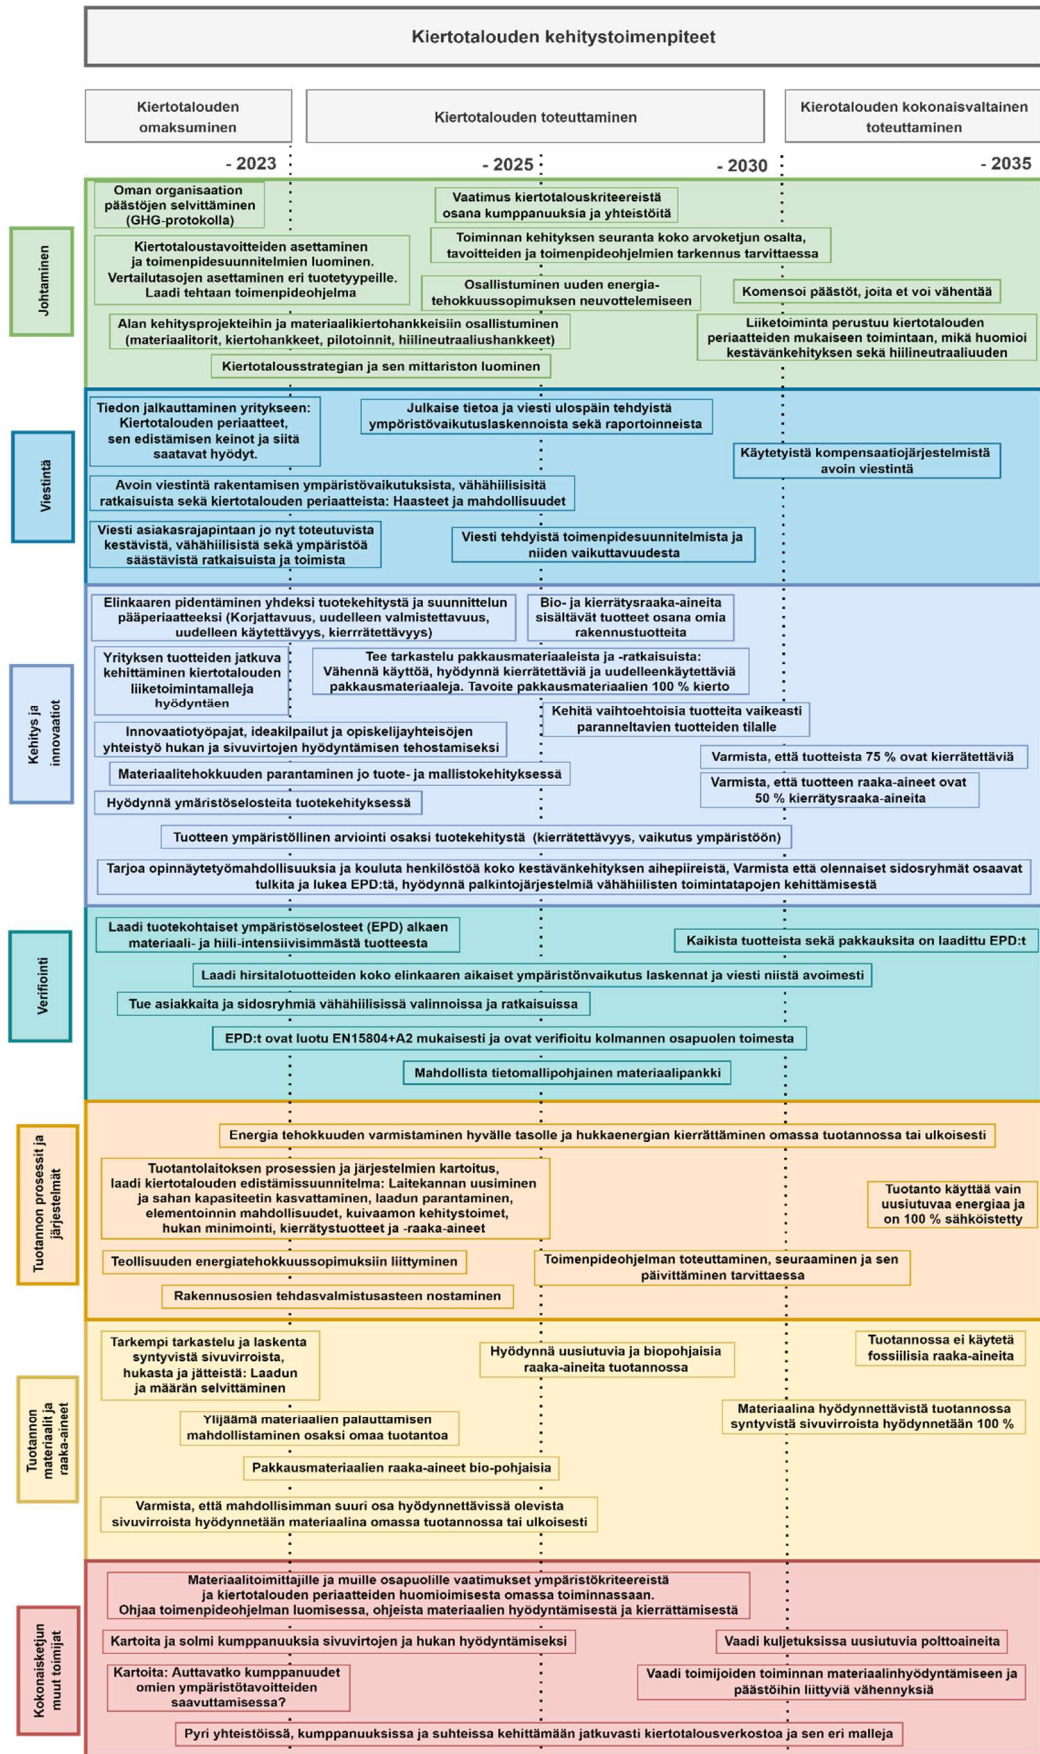 Kiertotalouden kehitystoimenpiteet
Kiertotalouden
omaksuminen
Kiertotalouden toteuttaminen
Kierotalouden kokonaisvaltainen
toteuttaminen
- 2023
- 2025
- 2030
- 2035
Johtaminen
Oman organisaation
päästöjen selvittäminen
(GHG-protokolla)
Vaatimus kiertotalouskriteereistä
osana kumppanuuksia ja yhteistöitä
Kiertotaloustavoitteiden asettaminen
ja toimenpidesuunnitelmien luominen.
Vertailutasojen asettaminen eri tuotetyypeille.
Laadi tehtaan toimenpideohjelma
Toiminnan kehityksen seuranta koko arvoketjun osalta,
tavoitteiden ja toimenpideohjelmien tarkennus tarvittaessa
Osallistuminen uuden energia-
tehokkuussopimuksen neuvottelemiseen
Komensoi päästöt, joita et voi vähentää
Alan kehitysprojekteihin ja materiaalikiertohankkeisiin osallistuminen
(materiaalitorit, kiertohankkeet, pilotoinnit, hiilineutraaliushankkeet)
Liiketoiminta perustuu kiertotalouden
periaatteiden mukaiseen toimintaan, mikä huomioi
kestävänkehityksen sekä hiilineutraaliuuden
Kiertotalousstrategian ja sen mittariston luominen
Viestintä
Tiedon jalkauttaminen yritykseen:
Kiertotalouden periaatteet,
sen edistämisen keinot ja siitä
saatavat hyödyt.
Julkaise tietoa ja viesti ulospäin tehdyistä
ympöristövaikutuslaskennoista sekä raportoinneista
Käytetyistä kompensaatiojärjestelmistä
avoin viestintä
Avoin viestintä rakentamisen ympäristövaikutuksista, vähähiilisisitä
ratkaisuista sekä kiertotalouden periaatteista: Haasteet ja mahdollisuudet
Viesti asiakasrajapintaan jo nyt toteutuvista
kestävistä, vähähiilisistä sekä ympäristöä
säästävistä ratkaisuista ja toimista
Viesti tehdyistä toimenpidesuunnitelmista ja
niiden vaikuttavuudesta
Kehitys ja
innovaatiot
Elinkaaren pidentäminen yhdeksi tuotekehitystä ja suunnittelun
pääperiaatteeksi (Korjattavuus, uudelleen valmistettavuus,
uudelleen käytettävyys, kierrrätettävyys)
Bio- ja kierrätysraaka-aineita
sisältävät tuotteet osana omia
rakennustuotteita
Yrityksen tuotteiden jatkuva
kehittäminen kiertotalouden
liiketoimintamalleja
hyödyntäen
Tee tarkastelu pakkausmateriaaleista ja -ratkaisuista:
Vähennä käyttöä, hyödynnä kierrätettäviä ja uudelleenkäytettäviä
pakkausmateriaaleja. Tavoite pakkausmateriaalien 100 % kierto
Kehitä vaihtoehtoisia tuotteita vaikeasti
paranneltavien tuotteiden tilalle
Innovaatiotyöpajat, ideakilpailut ja opiskelijayhteisöjen
yhteistyö hukan ja sivuvirtojen hyödyntämisen tehostamiseksi
Varmista, että tuotteista 75 % ovat kierrätettäviä
Materiaalitehokkuuden parantaminen jo tuote- ja mallistokehityksessä
Varmista, että tuotteen raaka-aineet ovat
50 % kierrätysraaka-aineita
Hyödynnä ymäristöselosteita tuotekehityksessä
Tuotteen ympäristöllinen arviointi osaksi tuotekehitystä (kierrätettävyys, vaikutus ympäristöön)
Tarjoa opinnäytetyömahdollisuuksia ja kouluta henkilöstöä koko kestävänkehityksen aihepiireistä, Varmista että olennaiset sidosryhmät osaavat
tulkita ja lukea EPD:tä, hyödynnä palkintojärjestelmiä vähähiilisten toimintatapojen kehittämisestä
Verifiointi
Laadi tuotekohtaiset ympäristöselosteet (EPD) alkaen
materiaali- ja hiili-intensiivisimmästä tuotteesta
Kaikista tuotteista sekä pakkauksita on laadittu EPD:t
Laadi hirsitalotuotteiden koko elinkaaren aikaiset ympäristönvaikutus laskennat ja viesti niistä avoimesti
Tue asiakkaita ja sidosryhmiä vähähiilisissä valinnoissa ja ratkaisuissa
EPD:t ovat luotu EN15804+A2 mukaisesti ja ovat verifioitu kolmannen osapuolen toimesta
Mahdollista tietomallipohjainen materiaalipankki
Tuotannon prosessit ja
järjestelmät
Energia tehokkuuden varmistaminen hyvälle tasolle ja hukkaenergian kierrättäminen omassa tuotannossa tai ulkoisesti
Tuotantolaitoksen prosessien ja järjestelmien kartoitus,
laadi kiertotalouden edistämissuunnitelma: Laitekannan uusiminen
ja sahan kapasiteetin kasvattaminen, laadun parantaminen,
elementoinnin mahdollisuudet, kuivaamon kehitystoimet,
hukan minimointi, kierrätystuotteet ja -raaka-aineet
Tuotanto käyttää vain
uusiutuvaa energiaa ja
on 100 % sähköistetty
Teollisuuden energiatehokkuussopimuksiin liittyminen
Toimenpideohjelman toteuttaminen, seuraaminen ja sen
päivittäminen tarvittaessa
Rakennusosien tehdasvalmistusasteen nostaminen
Tuotannon
materiaalit ja
raaka-aineet
Tarkempi tarkastelu ja laskenta
syntyvistä sivuvirroista,
hukasta ja jätteistä: Laadun
ja määrän selvittäminen
Hyödynnä uusiutuvia ja biopohjaisia
raaka-aineita tuotannossa
Tuotannossa ei käytetä
fossiilisia raaka-aineita
Ylijäämä materiaalien palauttamisen
mahdollistaminen osaksi omaa tuotantoa
Materiaalina hyödynnettävistä tuotannossa
syntyvistä sivuvirroista hyödynnetään 100 %
Pakkausmateriaalien raaka-aineet bio-pohjaisia
Varmista, että mahdollisimman suuri osa hyödynnettävissä olevista
sivuvirroista hyödynnetään materiaalina omassa tuotannossa tai ulkoisesti
Kokonaisketjun
muut toimijat
Materiaalitoimittajille ja muille osapuolille vaatimukset ympäristökriteereistä
ja kiertotalouden periaatteiden huomioimisesta omassa toiminnassaan.
Ohjaa toimenpideohjelman luomisessa, ohjeista materiaalien hyödyntämisestä ja kierrättämisestä
Kartoita ja solmi kumppanuuksia sivuvirtojen ja hukan hyödyntämiseksi
Vaadi kuljetuksissa uusiutuvia polttoaineita
Kartoita: Auttavatko kumppanuudet
omien ympäristötavoitteiden
saavuttamisessa?
Vaadi toimijoiden toiminnan materiaalinhyödyntämiseen ja
päästöihin liittyviä vähennyksiä
Pyri yhteistöissä, kumppanuuksissa ja suhteissa kehittämään jatkuvasti kiertotalousverkostoa ja sen eri malleja